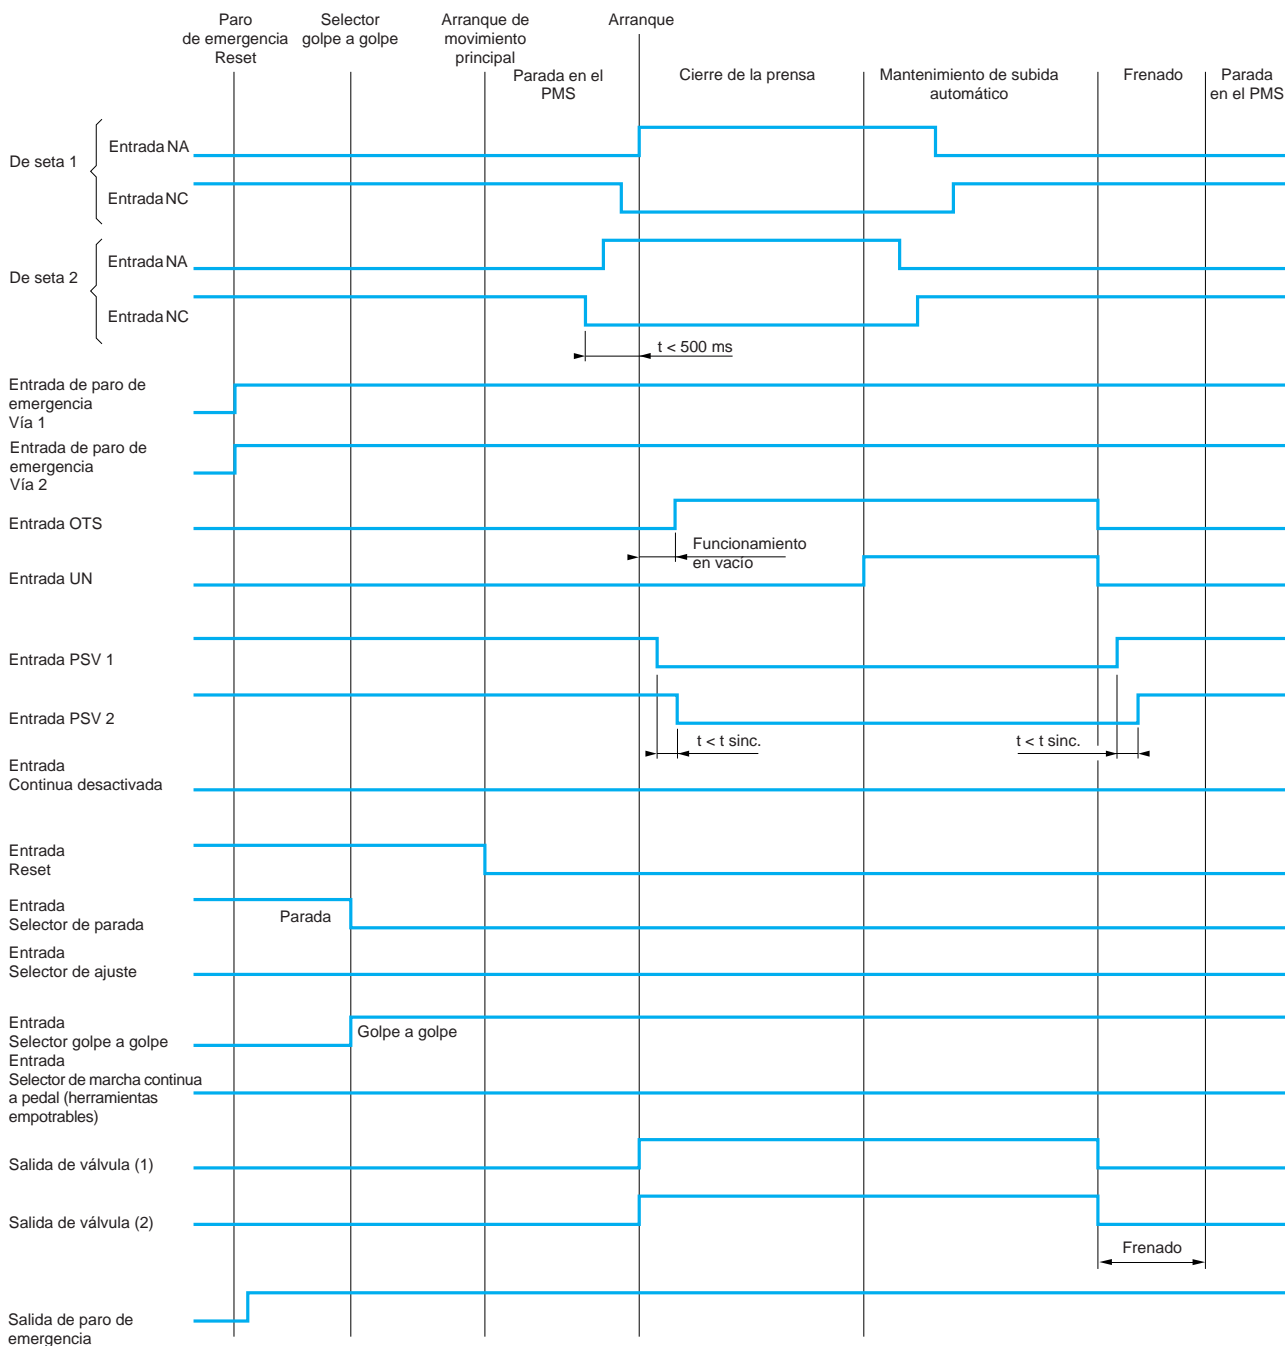 Paro
de emergencia
Reset
Selector
golpe a golpe
Arranque de
movimiento
principal
Arranque
Parada en el
PMS
Cierre de la prensa
Mantenimiento de subida
automático
Frenado
Parada
en el PMS
De seta 1
Entrada NA
Entrada NC
De seta 2
Entrada NA
Entrada NC
t < 500 ms
Entrada de paro de
emergencia
Vía 1
Entrada de paro de
emergencia
Vía 2
Entrada OTS
Funcionamiento
en vacío
Entrada UN
Entrada PSV 1
Entrada PSV 2
t < t sinc.
t < t sinc.
Entrada
Continua desactivada
Entrada
Reset
Entrada
Selector de parada
Parada
Entrada
Selector de ajuste
Entrada
Selector golpe a golpe
Golpe a golpe
Entrada
Selector de marcha continua
a pedal (herramientas
empotrables)
Salida de válvula (1)
Salida de válvula (2)
Frenado
Salida de paro de
emergencia